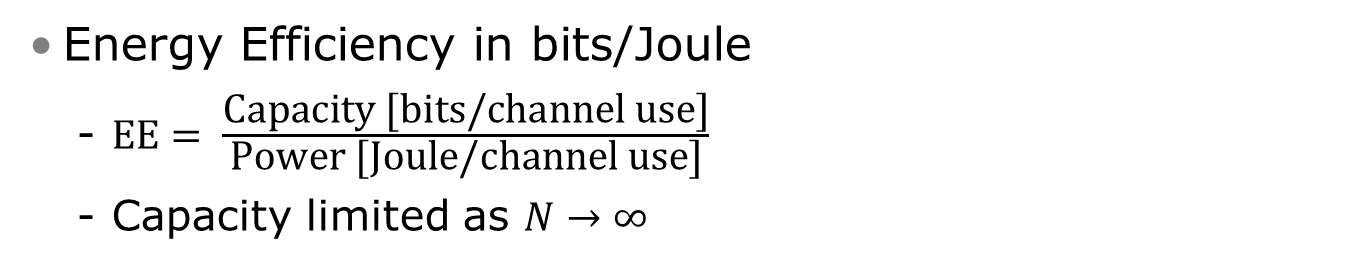 • Energy Efficiency in bits/Joule
- EE = Capacity [bits/channel use]
Power [Joule/channel use]
- Capacity limited as N → ∞